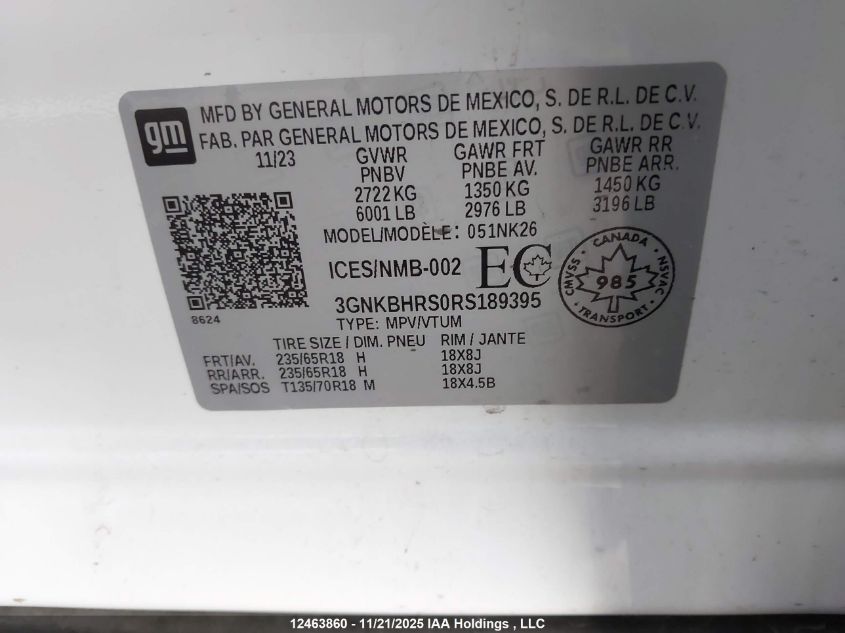 gm
MFD BY GENERAL MOTORS DE MEXICO, S. DE R.L. DE C.V.
FAB. PAR GENERAL MOTORS DE MEXICO, S. DE R.L. DE C.V.
11/23 GVWR GAWR FRT GAWR RR
PNBV PNBE AV. PNBE ARR.
2722 KG 1350 KG 1450 KG
6001 LB 2976 LB 3196 LB
MODEL/MODÈLE: 051NK26
ICES/NMB-002 EC
CANADA CMVSS 985 NSVAC TRANSPORT
3GNKBHRS0RS189395
8624
TYPE: MPV/VTUM
TIRE SIZE / DIM. PNEU RIM / JANTE
FRT/AV. 235/65R18 H 18X8J
RR/ARR. 235/65R18 H 18X8J
SPA/SOS T135/70R18 M 18X4.5B
12463860 - 11/21/2025 IAA Holdings , LLC